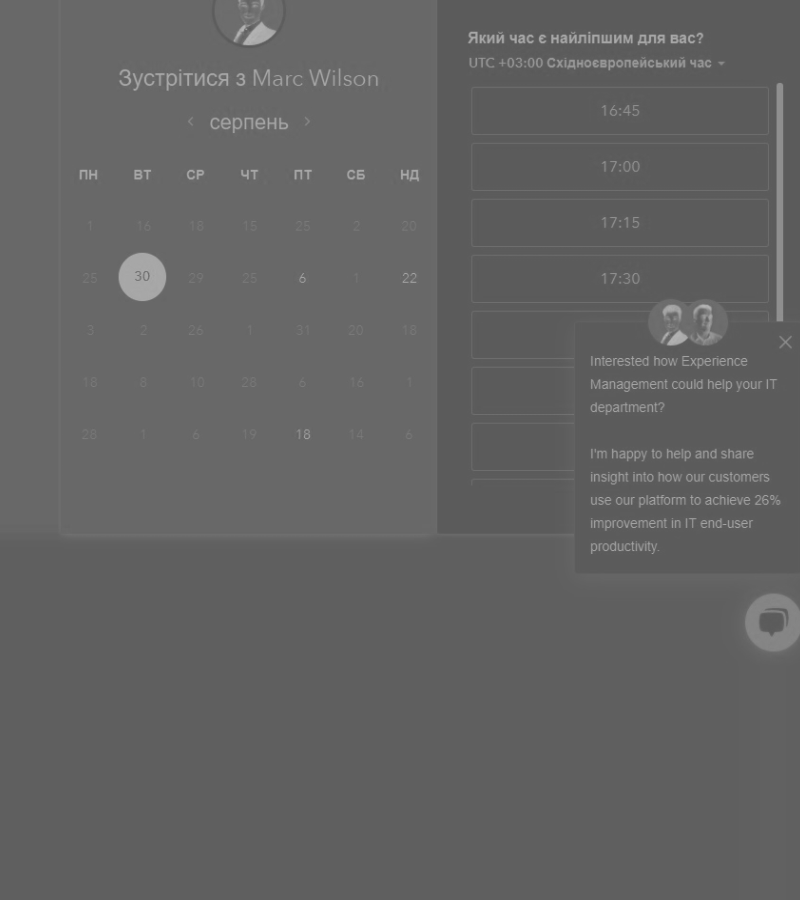 Зустрітися з Marc Wilson
серпень
ПН ВТ СР ЧТ ПТ СБ НД
1 16 18 15 25 2 20
25 30 29 25 6 1 22
3 2 26 1 31 20 18
18 8 10 28 6 16 1
28 1 6 19 18 14 6
Який час є найліпшим для вас?
UTC +03:00 Східноєвропейський час
16:45
17:00
17:15
17:30
Interested how Experience
Management could help your IT
department?
I'm happy to help and share
insight into how our customers
use our platform to achieve 26%
improvement in IT end-user
productivity.